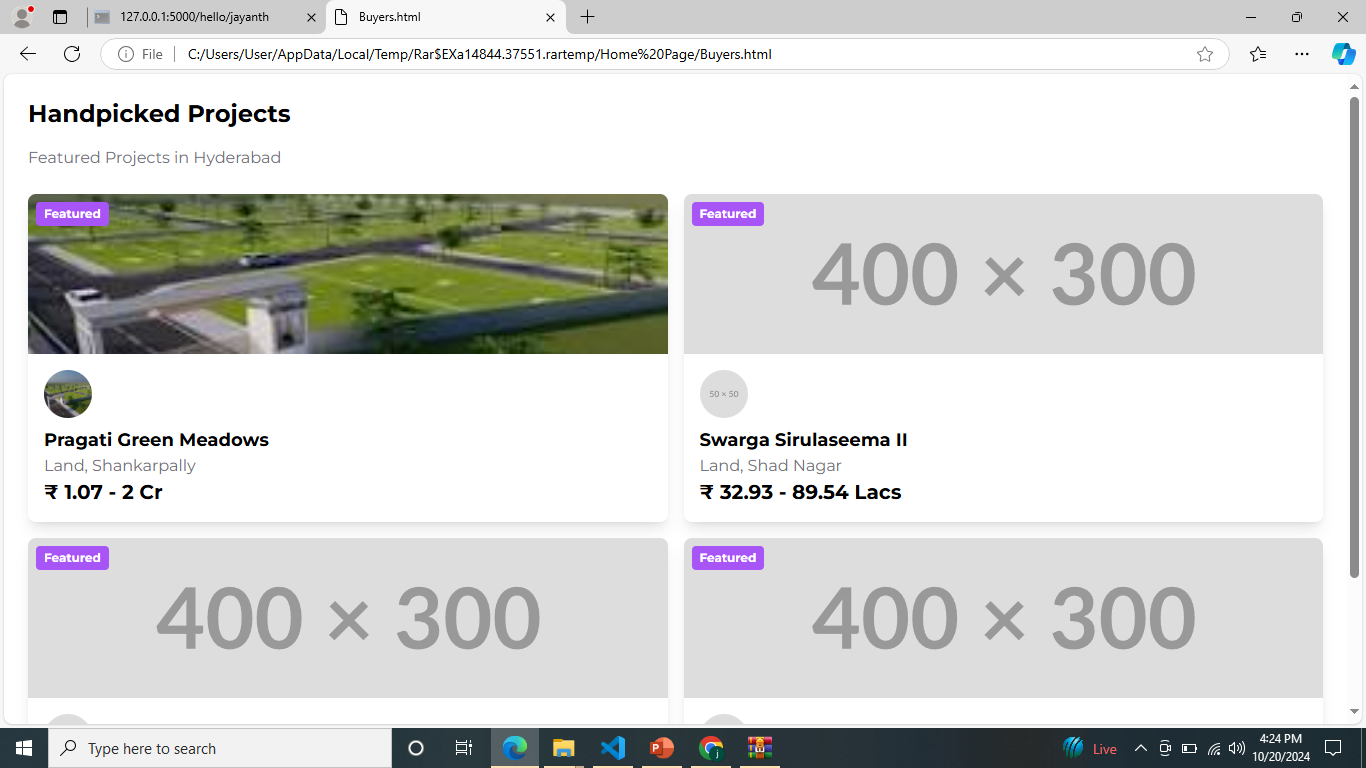 127.0.0.1:5000/hello/jayanth
Buyers.html
File
C:/Users/User/AppData/Local/Temp/Rar$EXa14844.37551.rartemp/Home%20Page/Buyers.html
Handpicked Projects
Featured Projects in Hyderabad
Featured
Featured
400 × 300
50 × 50
Pragati Green Meadows
Land, Shankarpally
₹ 1.07 - 2 Cr
Swarga Sirulaseema II
Land, Shad Nagar
₹ 32.93 - 89.54 Lacs
Featured
400 × 300
Featured
400 × 300
Type here to search
Live
4:24 PM
10/20/2024